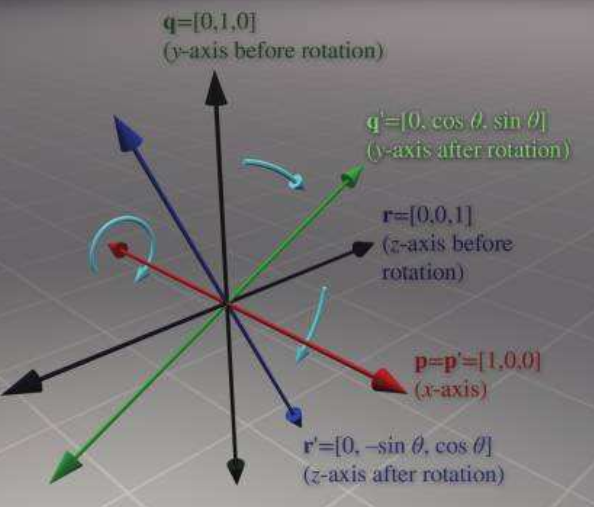 q=[0,1,0]
(y-axis before rotation)
q'=[0, cos θ, sin θ]
(y-axis after rotation)
r=[0,0,1]
(z-axis before
rotation)
p=p'=[1,0,0]
(x-axis)
r'=[0, –sin θ, cos θ]
(z-axis after rotation)